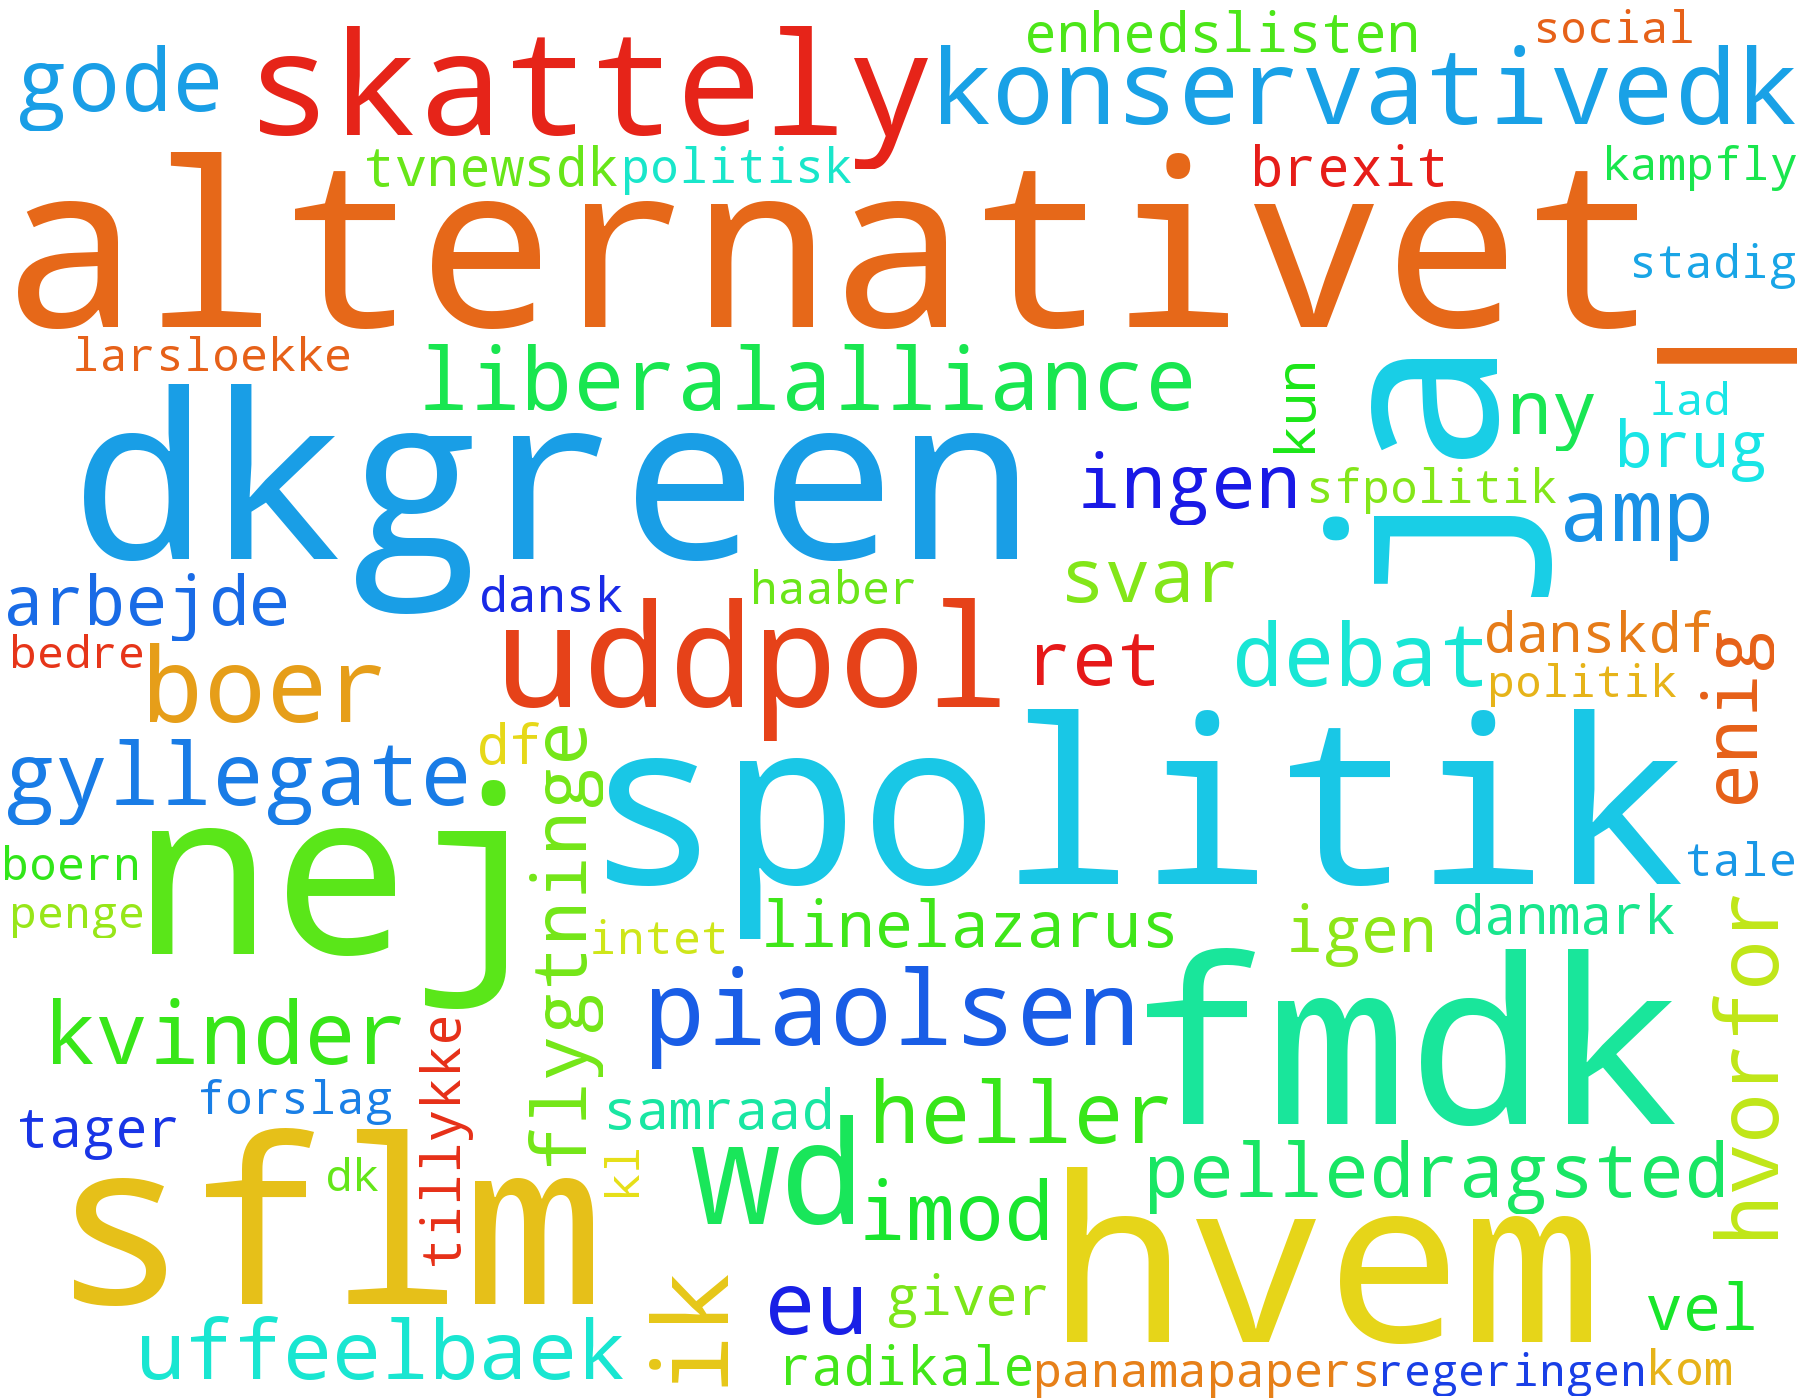 enhedslisten
social
gode
skattely
konservativedk
tvnewsdk
politisk
brexit
kampfly
alternativet
stadig
larsloekke
liberalalliance
kun
ja
l
ny
lad
brug
dkgreen
ingen
sfpolitik
amp
arbejde
dansk
haaber
svar
bedre
boer
uddpol
ret
debat
danskdf
politik
enig
gyllegate
df
flygtninge
spolitik
nej
boern
tale
penge
intet
linelazarus
igen
danmark
hvorfor
kvinder
piaolsen
fmdk
tillykke
forslag
tager
samraad
heller
sflm
dk
kl
wd
imod
pelledragsted
hvem
ik
eu
giver
vel
uffeelbaek
radikale
panamapapers
regeringen
kom